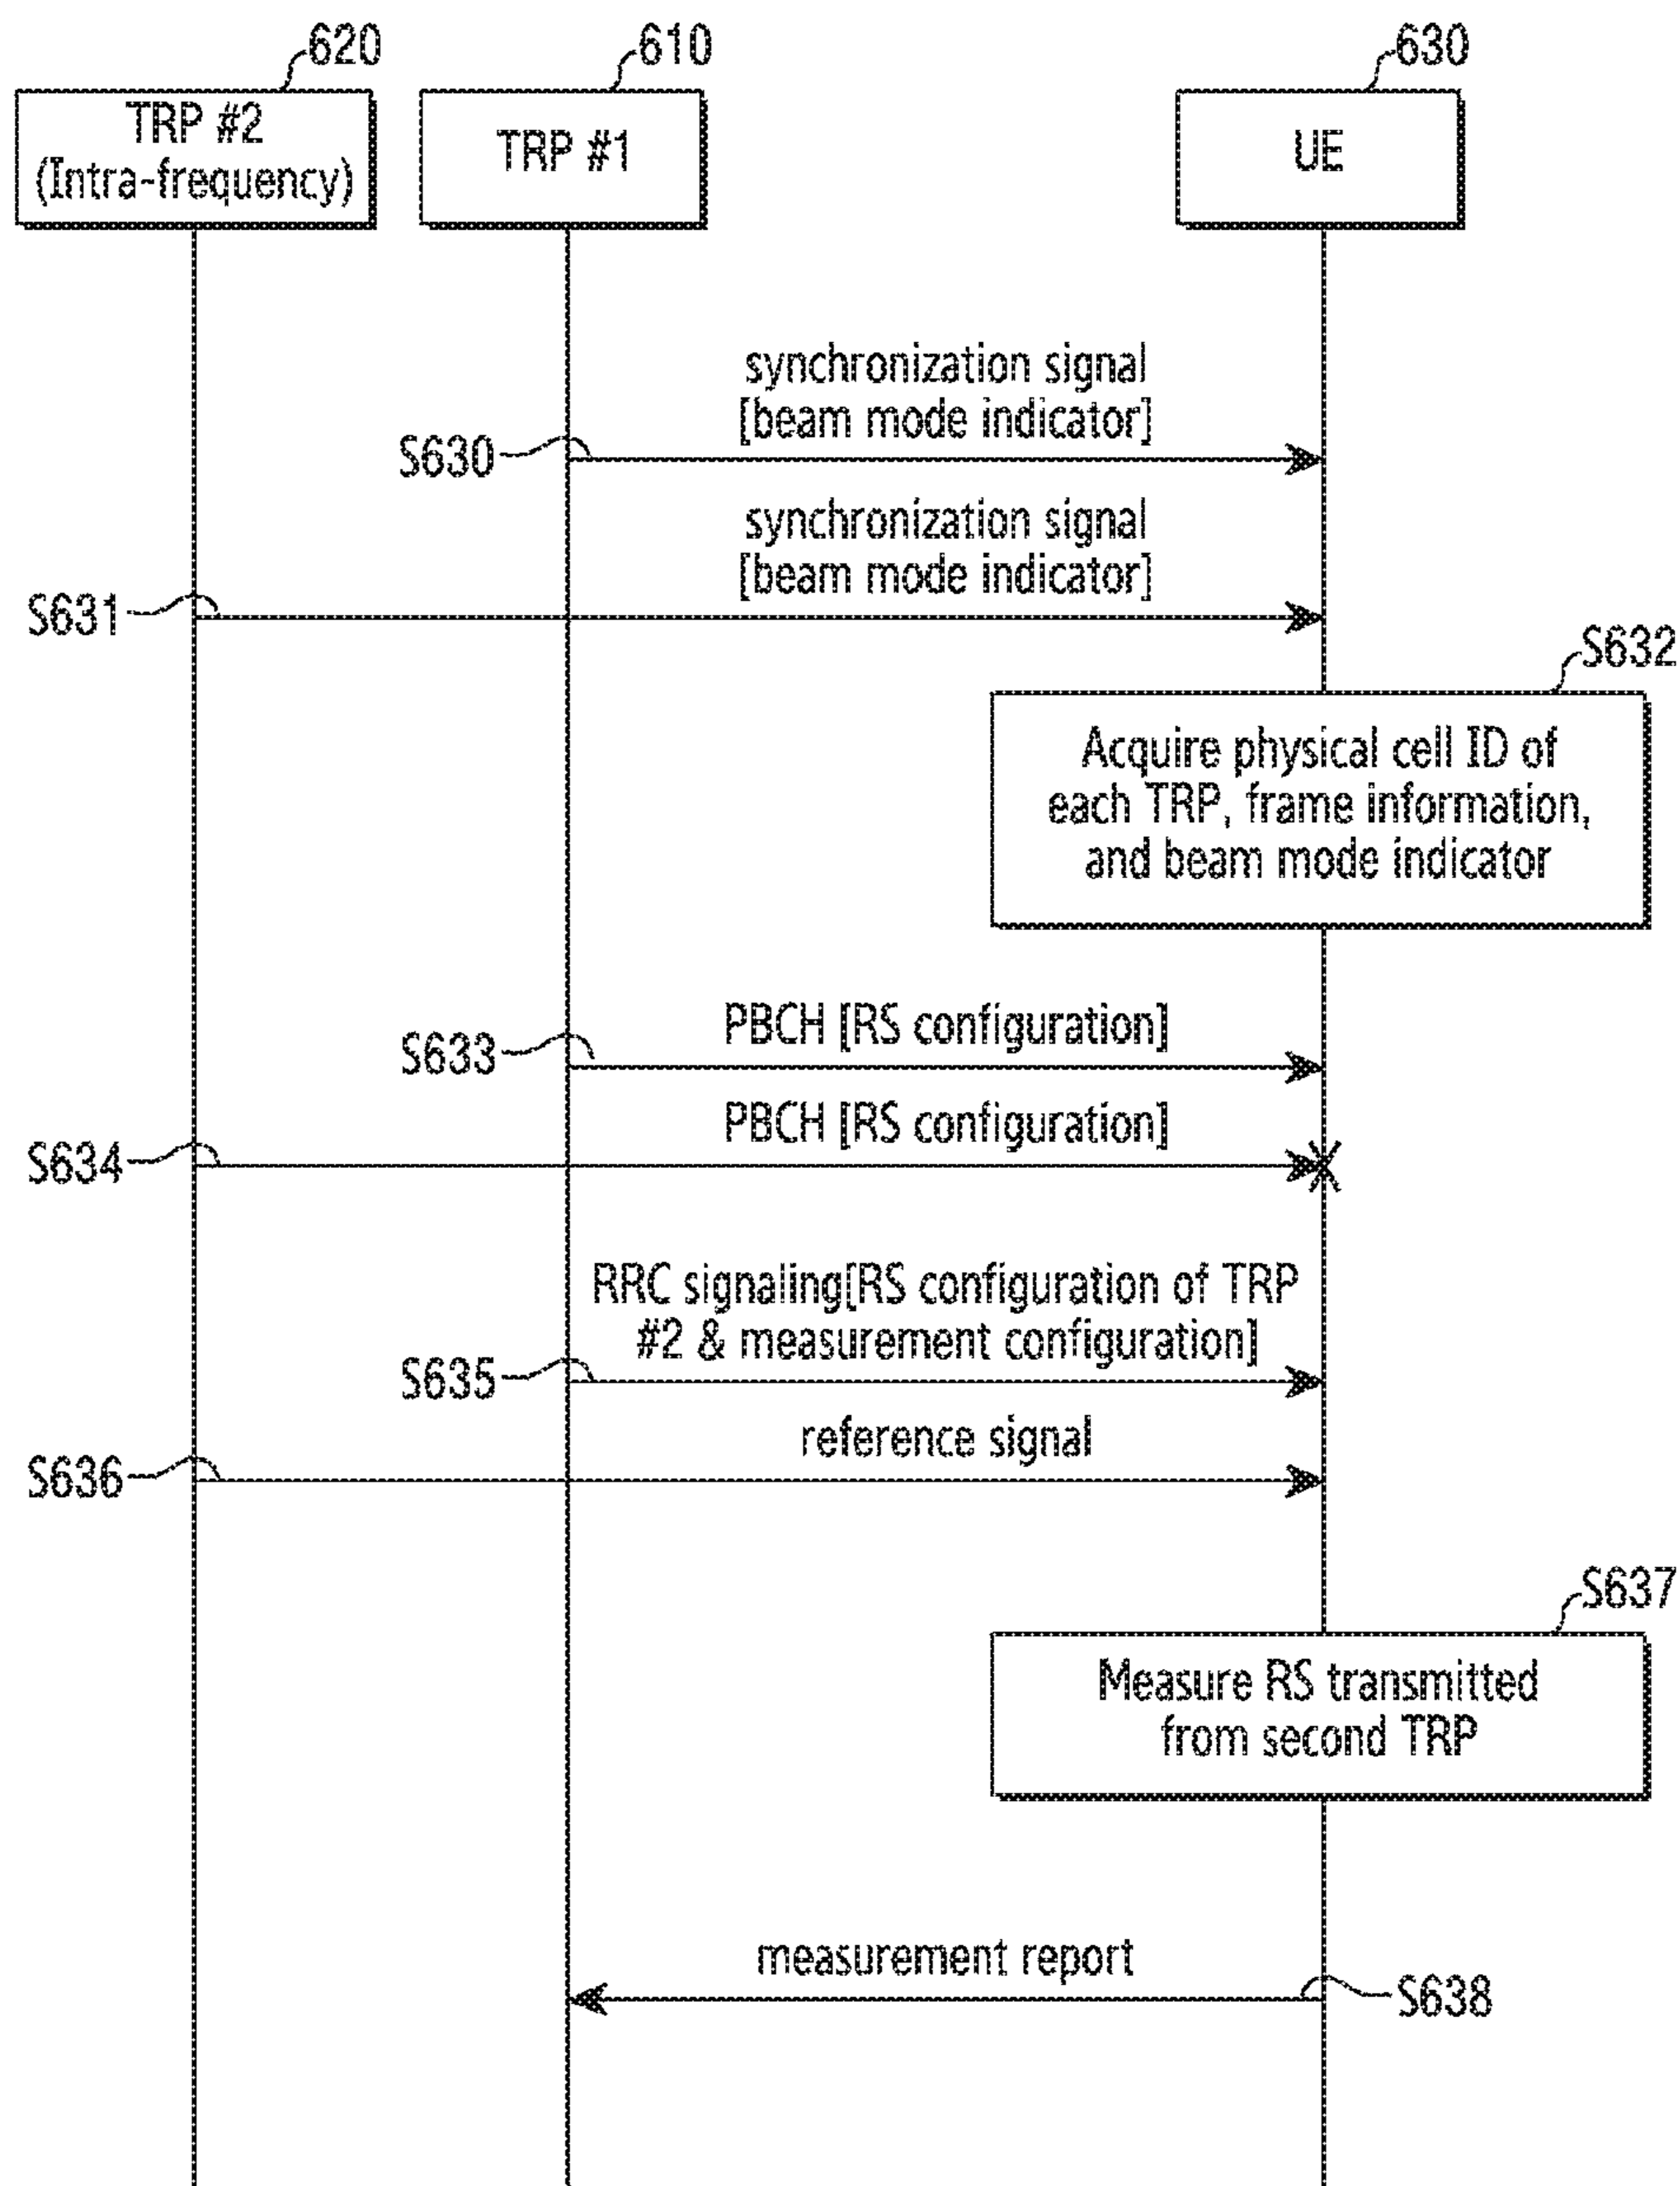 620
610
630
TRP #2
(Intra-frequency)
TRP #1
UE
synchronization signal
[beam mode indicator]
S630
synchronization signal
[beam mode indicator]
S631
S632
Acquire physical cell ID of
each TRP, frame information,
and beam mode indicator
PBCH [RS configuration]
S633
PBCH [RS configuration]
S634
RRC signaling[RS configuration of TRP
#2 & measurement configuration]
S635
reference signal
S636
S637
Measure RS transmitted
from second TRP
measurement report
S638